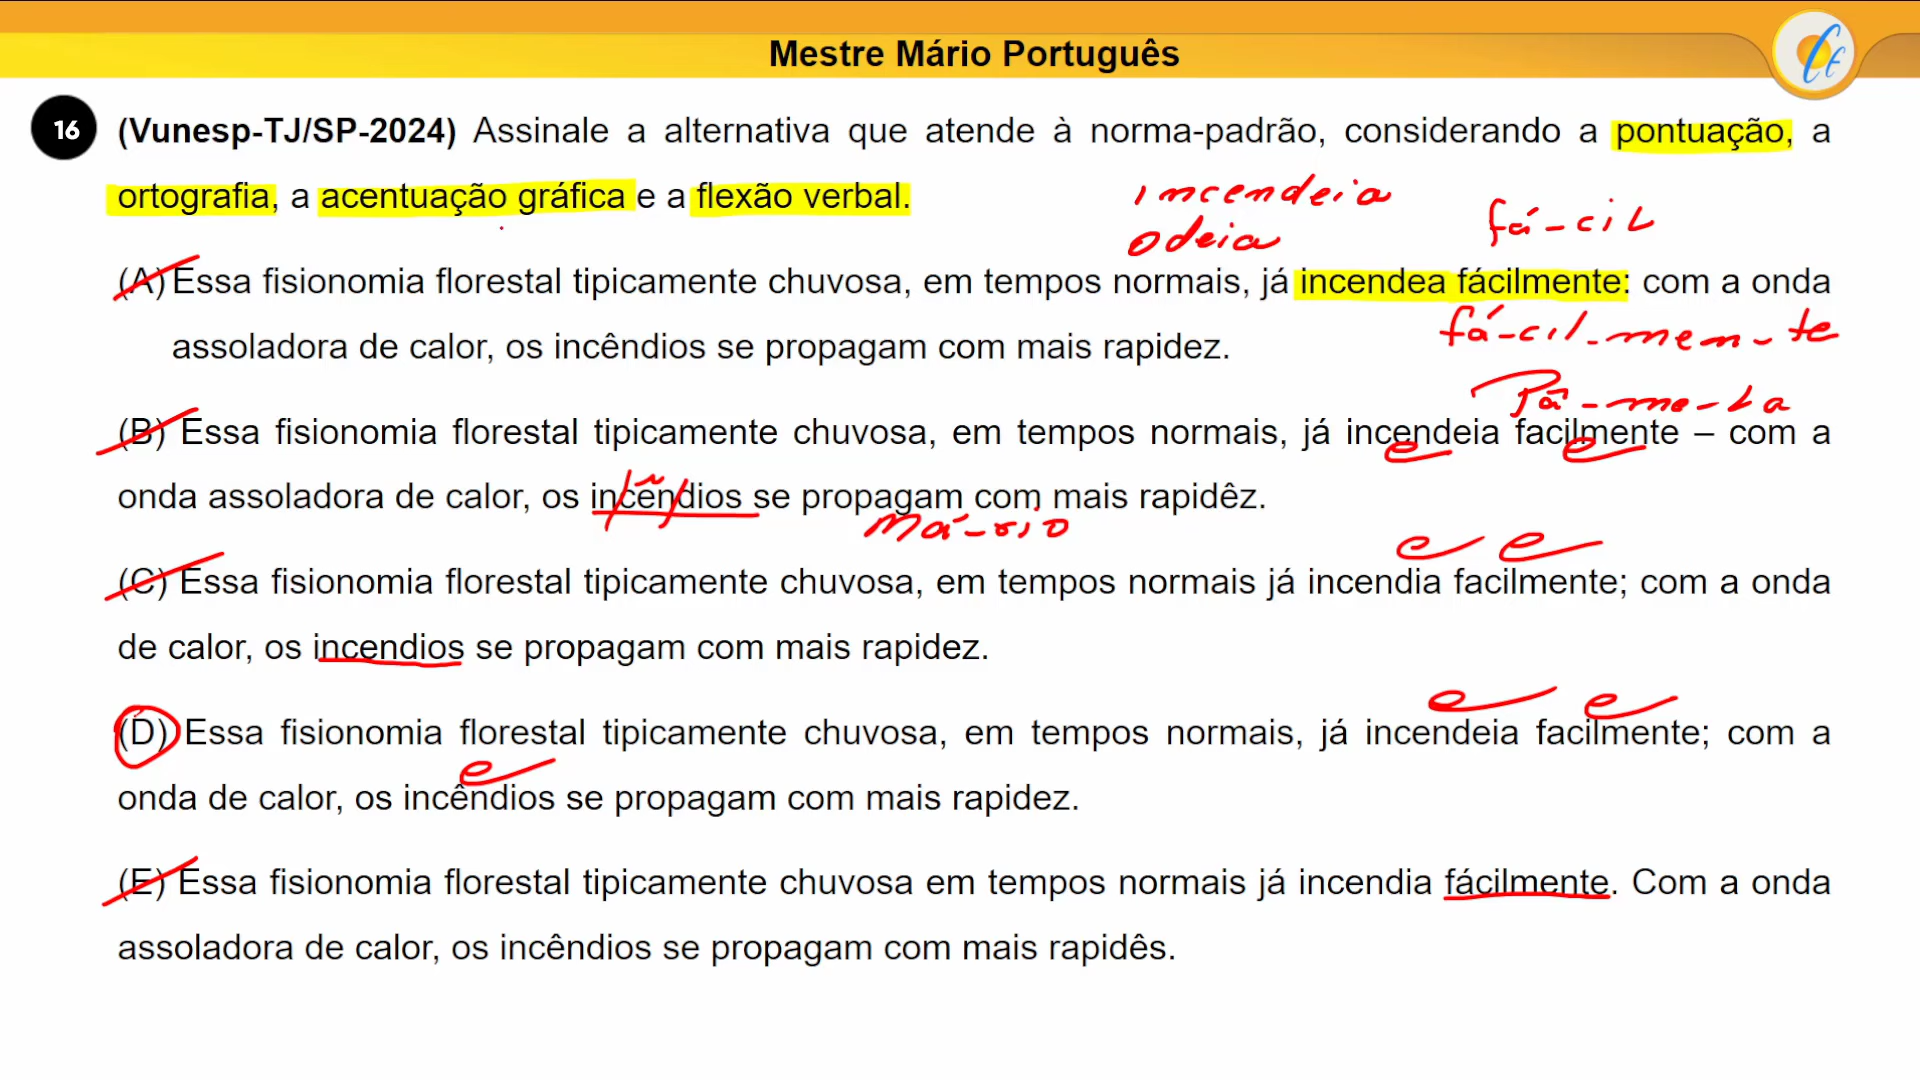 Mestre Mário Português
16 (Vunesp-TJ/SP-2024) Assinale a alternativa que atende à norma-padrão, considerando a pontuação, a
ortografia, a acentuação gráfica e a flexão verbal.
incendeia
fá-cil
odeia
(A) Essa fisionomia florestal tipicamente chuvosa, em tempos normais, já incendea fácilmente: com a onda
fá-cil-men-te
assoladora de calor, os incêndios se propagam com mais rapidez.
(B) Essa fisionomia florestal tipicamente chuvosa, em tempos normais, já incendeia facilmente – com a
onda assoladora de calor, os incêndios se propagam com mais rapidêz.
má-rio
(C) Essa fisionomia florestal tipicamente chuvosa, em tempos normais já incendia facilmente; com a onda
de calor, os incendios se propagam com mais rapidez.
(D) Essa fisionomia florestal tipicamente chuvosa, em tempos normais, já incendeia facilmente; com a
onda de calor, os incêndios se propagam com mais rapidez.
(E) Essa fisionomia florestal tipicamente chuvosa em tempos normais já incendia fácilmente. Com a onda
assoladora de calor, os incêndios se propagam com mais rapidês.